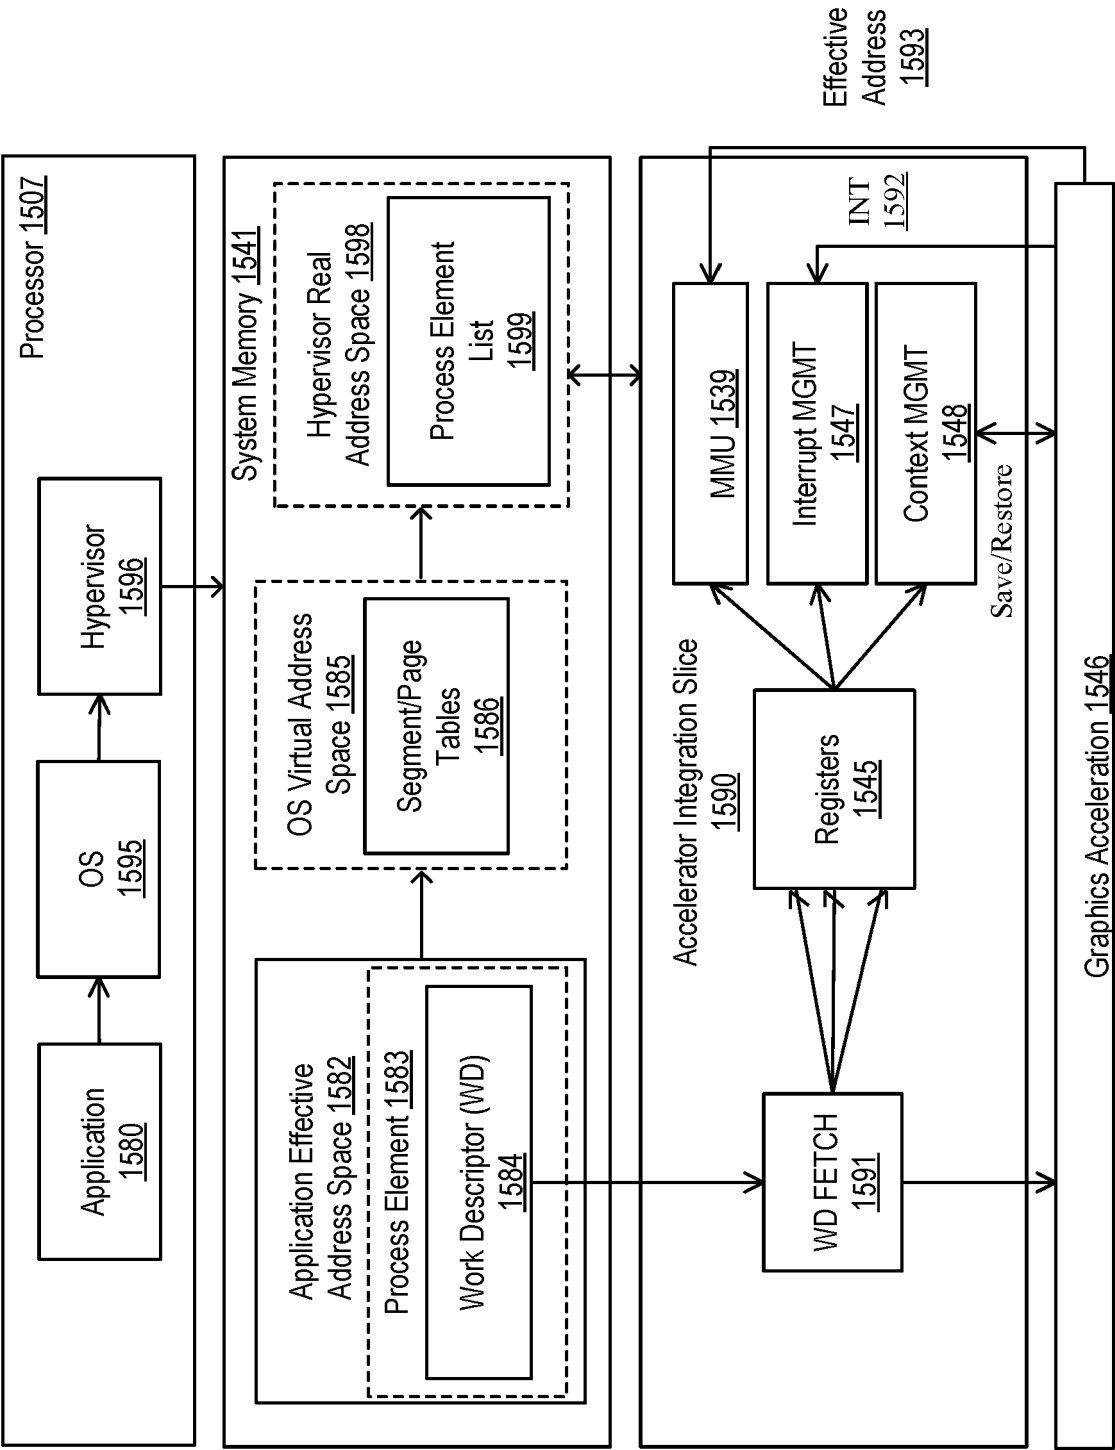 Processor 1507
Application
1580
OS
1595
Hypervisor
1596
System Memory 1541
Application Effective
Address Space 1582
Process Element 1583
Work Descriptor (WD)
1584
OS Virtual Address
Space 1585
Segment/Page
Tables
1586
Hypervisor Real
Address Space 1598
Process Element
List
1599
Accelerator Integration Slice
1590
WD FETCH
1591
Registers
1545
MMU 1539
Interrupt MGMT
1547
Context MGMT
1548
Save/Restore
INT
1592
Effective
Address
1593
Graphics Acceleration 1546